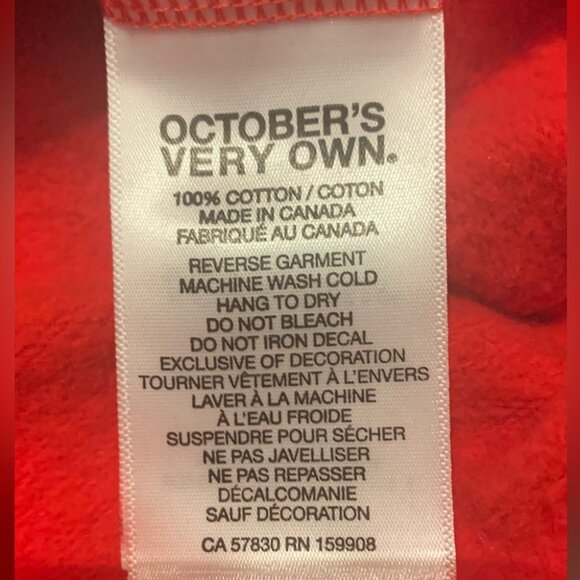 OCTOBER'S
VERY OWN®
100% COTTON / COTON
MADE IN CANADA
FABRIQUÉ AU CANADA
REVERSE GARMENT
MACHINE WASH COLD
HANG TO DRY
DO NOT BLEACH
DO NOT IRON DECAL
EXCLUSIVE OF DECORATION
TOURNER VÊTEMENT À L'ENVERS
LAVER À LA MACHINE
À L'EAU FROIDE
SUSPENDRE POUR SÉCHER
NE PAS JAVELLISER
NE PAS REPASSER
DÉCALCOMANIE
SAUF DÉCORATION
CA 57830 RN 159908